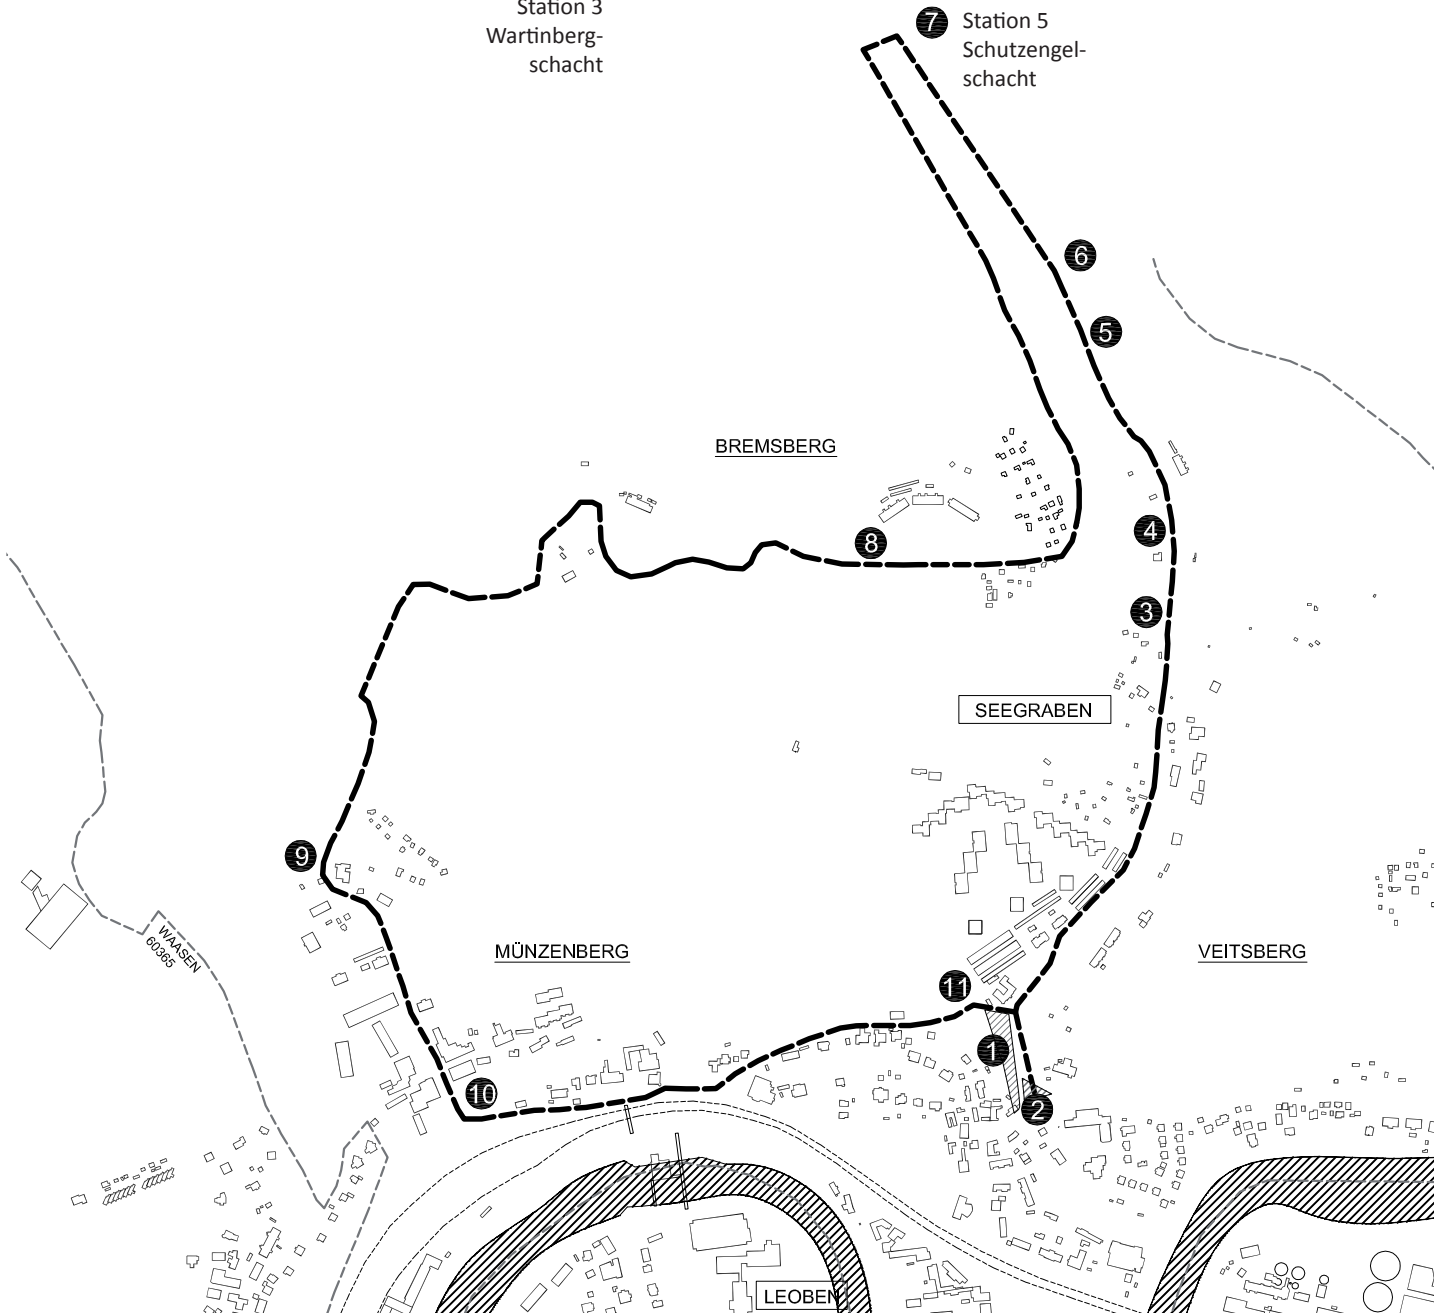 Station 3
Wartinberg-
schacht
7
Station 5
Schutzengel-
schacht
6
5
BREMSBERG
4
8
3
SEEGRABEN
9
WAASEN
60365
MÜNZENBERG
VEITSBERG
11
1
10
2
LEOBEN